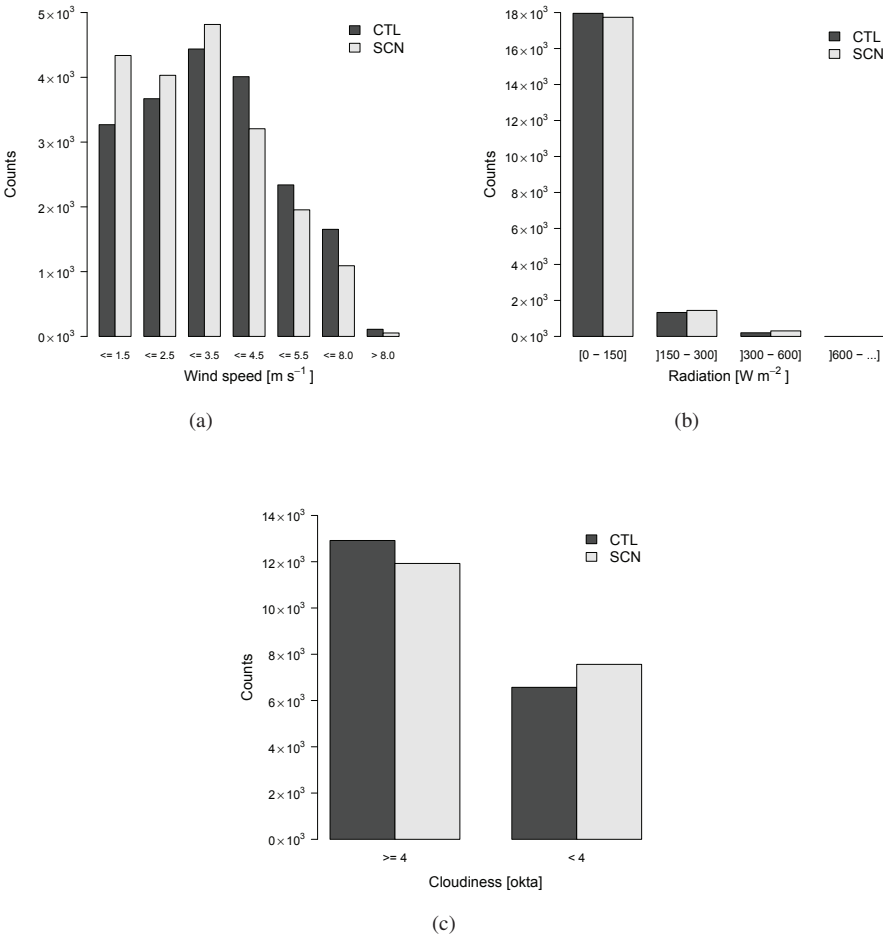 5×10³
4×10³
3×10³
2×10³
1×10³
0×10³
Counts
CTL
SCN
<= 1.5 <= 2.5 <= 3.5 <= 4.5 <= 5.5 <= 8.0 > 8.0
Wind speed [m s⁻¹ ]
(a)
18×10³
16×10³
14×10³
12×10³
10×10³
8×10³
6×10³
4×10³
2×10³
0×10³
Counts
CTL
SCN
[0 − 150] ]150 − 300] ]300 − 600] ]600 − ...]
Radiation [W m⁻² ]
(b)
14×10³
12×10³
10×10³
8×10³
6×10³
4×10³
2×10³
0×10³
Counts
CTL
SCN
>= 4 < 4
Cloudiness [okta]
(c)